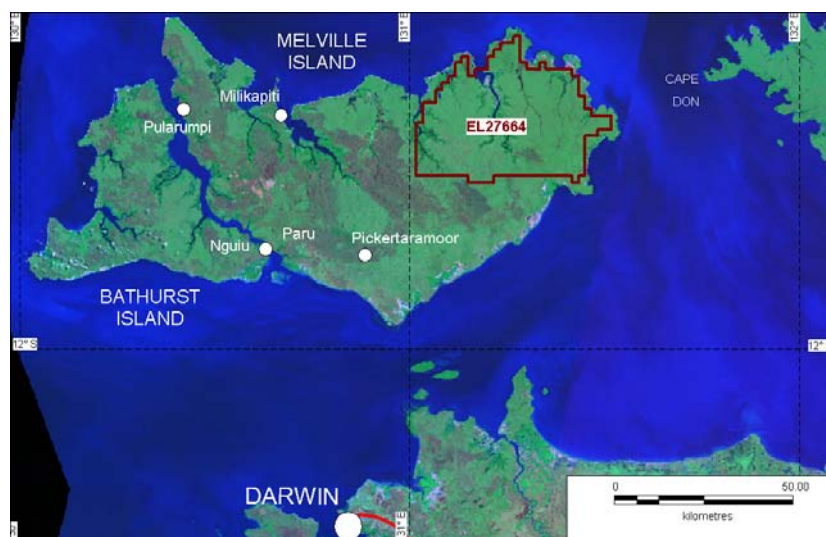 130° E
131° E
132° E
MELVILLE
ISLAND
CAPE
DON
Milikapiti
Pularumpi
EL27664
Nguiu
Paru
Pickertaramoor
BATHURST
ISLAND
12° S
12°
DARWIN
131° E
0
50.00
kilometres